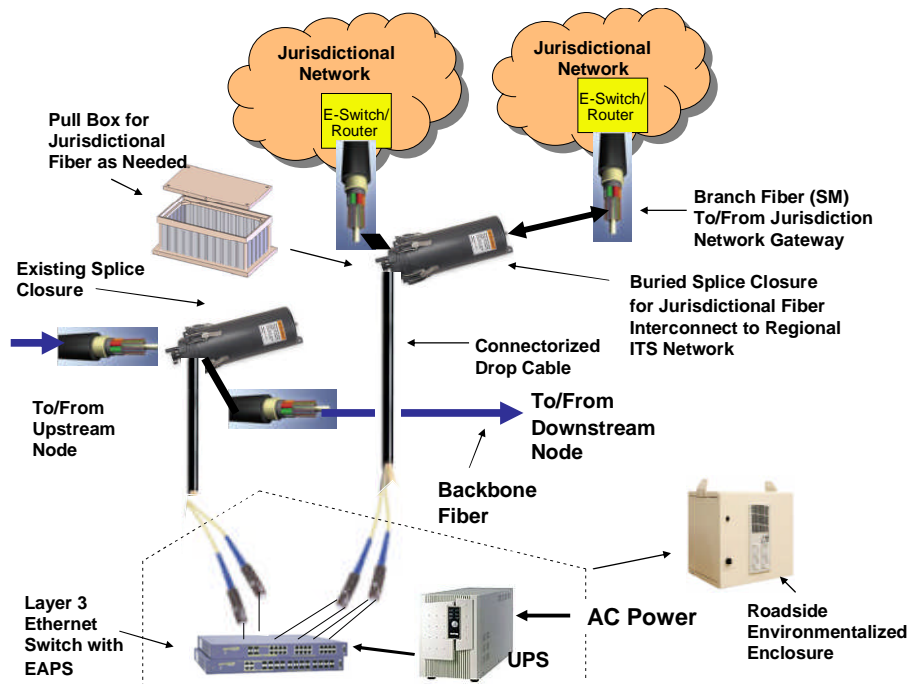 Jurisdictional
Network
E-Switch/
Router
Jurisdictional
Network
E-Switch/
Router
Pull Box for
Jurisdictional
Fiber as Needed
Branch Fiber (SM)
To/From Jurisdiction
Network Gateway
Existing Splice
Closure
Buried Splice Closure
for Jurisdictional Fiber
Interconnect to Regional
ITS Network
Connectorized
Drop Cable
To/From
Upstream
Node
To/From
Downstream
Node
Backbone
Fiber
Layer 3
Ethernet
Switch with
EAPS
UPS
AC Power
Roadside
Environmentalized
Enclosure